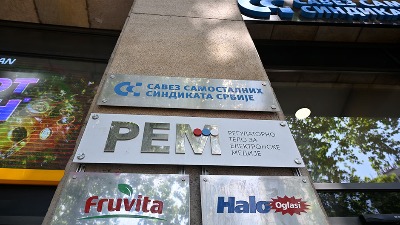 САВЕЗ САМОСТАЛНИХ
СИНДИКАТА СРБИЈЕ
РЕМ
РЕГУЛАТОРНО
ТЕЛО ЗА
ЕЛЕКТРОНСКЕ
МЕДИЈЕ
Fruvita
Halo Oglasi